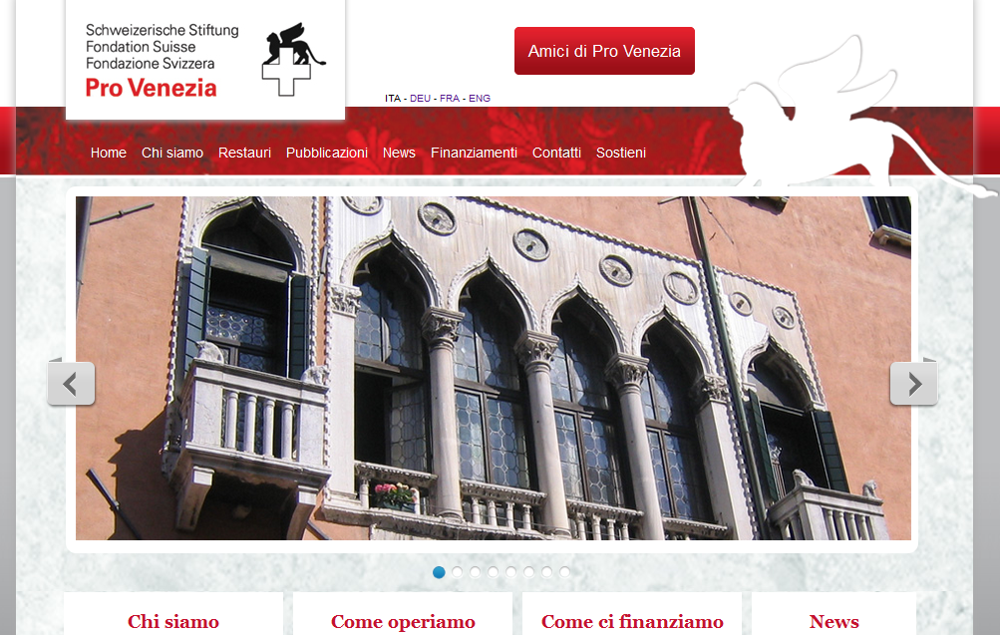 Schweizerische Stiftung
Fondation Suisse
Fondazione Svizzera
Pro Venezia
Amici di Pro Venezia
ITA - DEU - FRA - ENG
Home Chi siamo Restauri Pubblicazioni News Finanziamenti Contatti Sostieni
Chi siamo Come operiamo Come ci finanziamo News